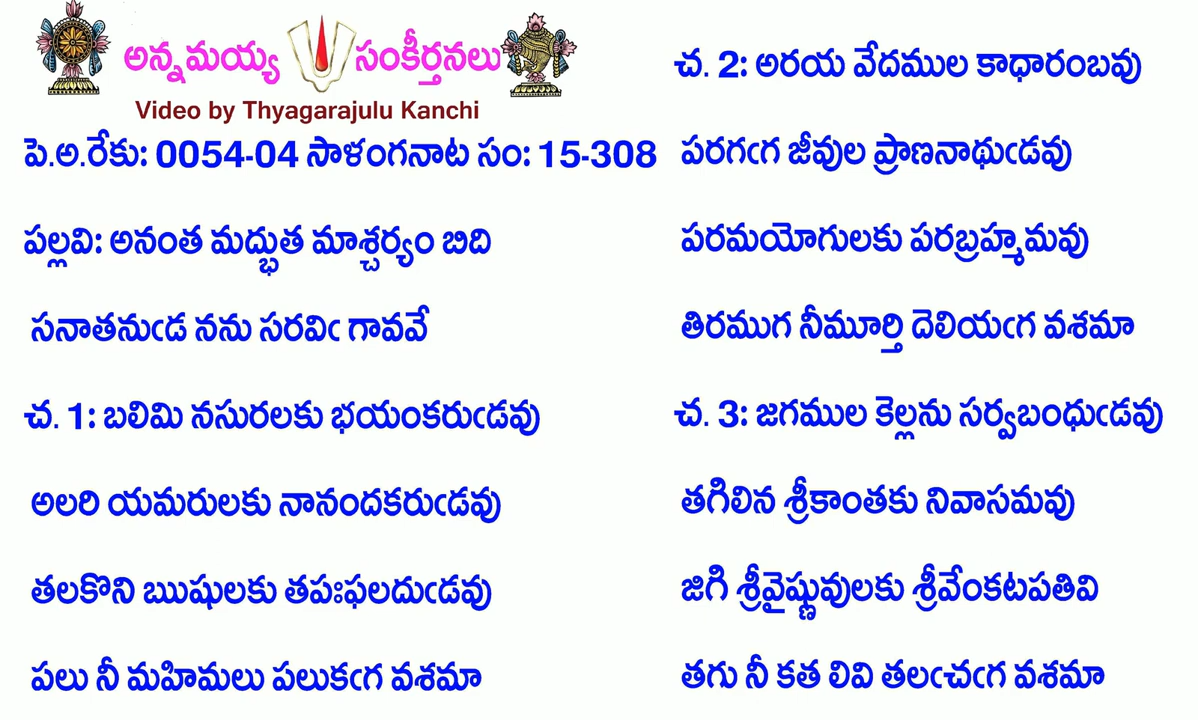 అన్నమయ్య సంకీర్తనలు
Video by Thyagarajulu Kanchi
పె.అ.రేకు: 0054-04 సాళంగనాట సం: 15-308
పల్లవి: అనంత మద్భుత మాశ్చర్యం బిది
సనాతనుఁడ నను సరవిఁ గావవే
చ. 1: బలిమి నసురలకు భయంకరుఁడవు
అలరి యమరులకు నానందకరుఁడవు
తలకొని ఋషులకు తపఃఫలదుఁడవు
పలు నీ మహిమలు పలుకఁగ వశమా
చ. 2: అరయ వేదముల కాధారంబవు
పరగఁగ జీవుల ప్రాణనాథుఁడవు
పరమయోగులకు పరబ్రహ్మమవు
తిరముగ నీమూర్తి దెలియఁగ వశమా
చ. 3: జగముల కెల్లను సర్వబంధుఁడవు
తగిలిన శ్రీకాంతకు నివాసమవు
జిగి శ్రీవైష్ణువులకు శ్రీవేంకటపతివి
తగు నీ కత లివి తలఁచఁగ వశమా